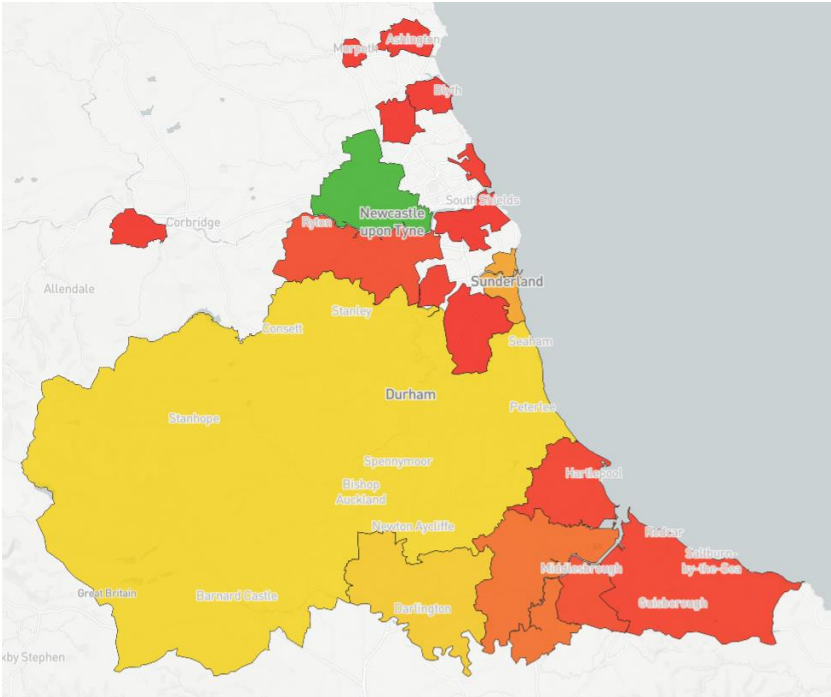 Ashington
Morpeth
Blyth
South Shields
Newcastle
upon Tyne
Ryton
Corbridge
Sunderland
Allendale
Stanley
Consett
Seaham
Durham
Peterlee
Stanhope
Spennymoor
Hartlepool
Bishop
Auckland
Newton Aycliffe
Redcar
Saltburn-
by-the-Sea
Middlesbrough
Great Britain
Barnard Castle
Darlington
Guisborough
kby Stephen